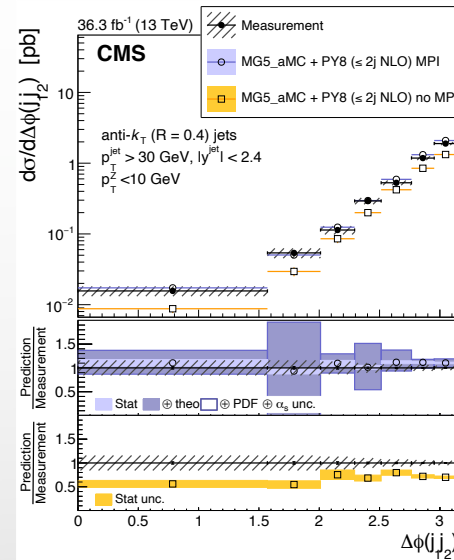 36.3 fb⁻¹ (13 TeV)
Measurement
MG5_aMC + PY8 (≤ 2j NLO) MPI
MG5_aMC + PY8 (≤ 2j NLO) no MPI
CMS
dσ/dΔϕ(j₁j₂) [pb]
anti-k_T (R = 0.4) jets
p_T^jet > 30 GeV, |y^jet| < 2.4
p_T^Z < 10 GeV
10
1
10⁻¹
10⁻²
Prediction
Measurement
1.5
1
0.5
Stat ⊕ theo ⊕ PDF ⊕ α_s unc.
Prediction
Measurement
1.5
1
0.5
Stat unc.
0 0.5 1 1.5 2 2.5 3
Δϕ(j₁j₂)